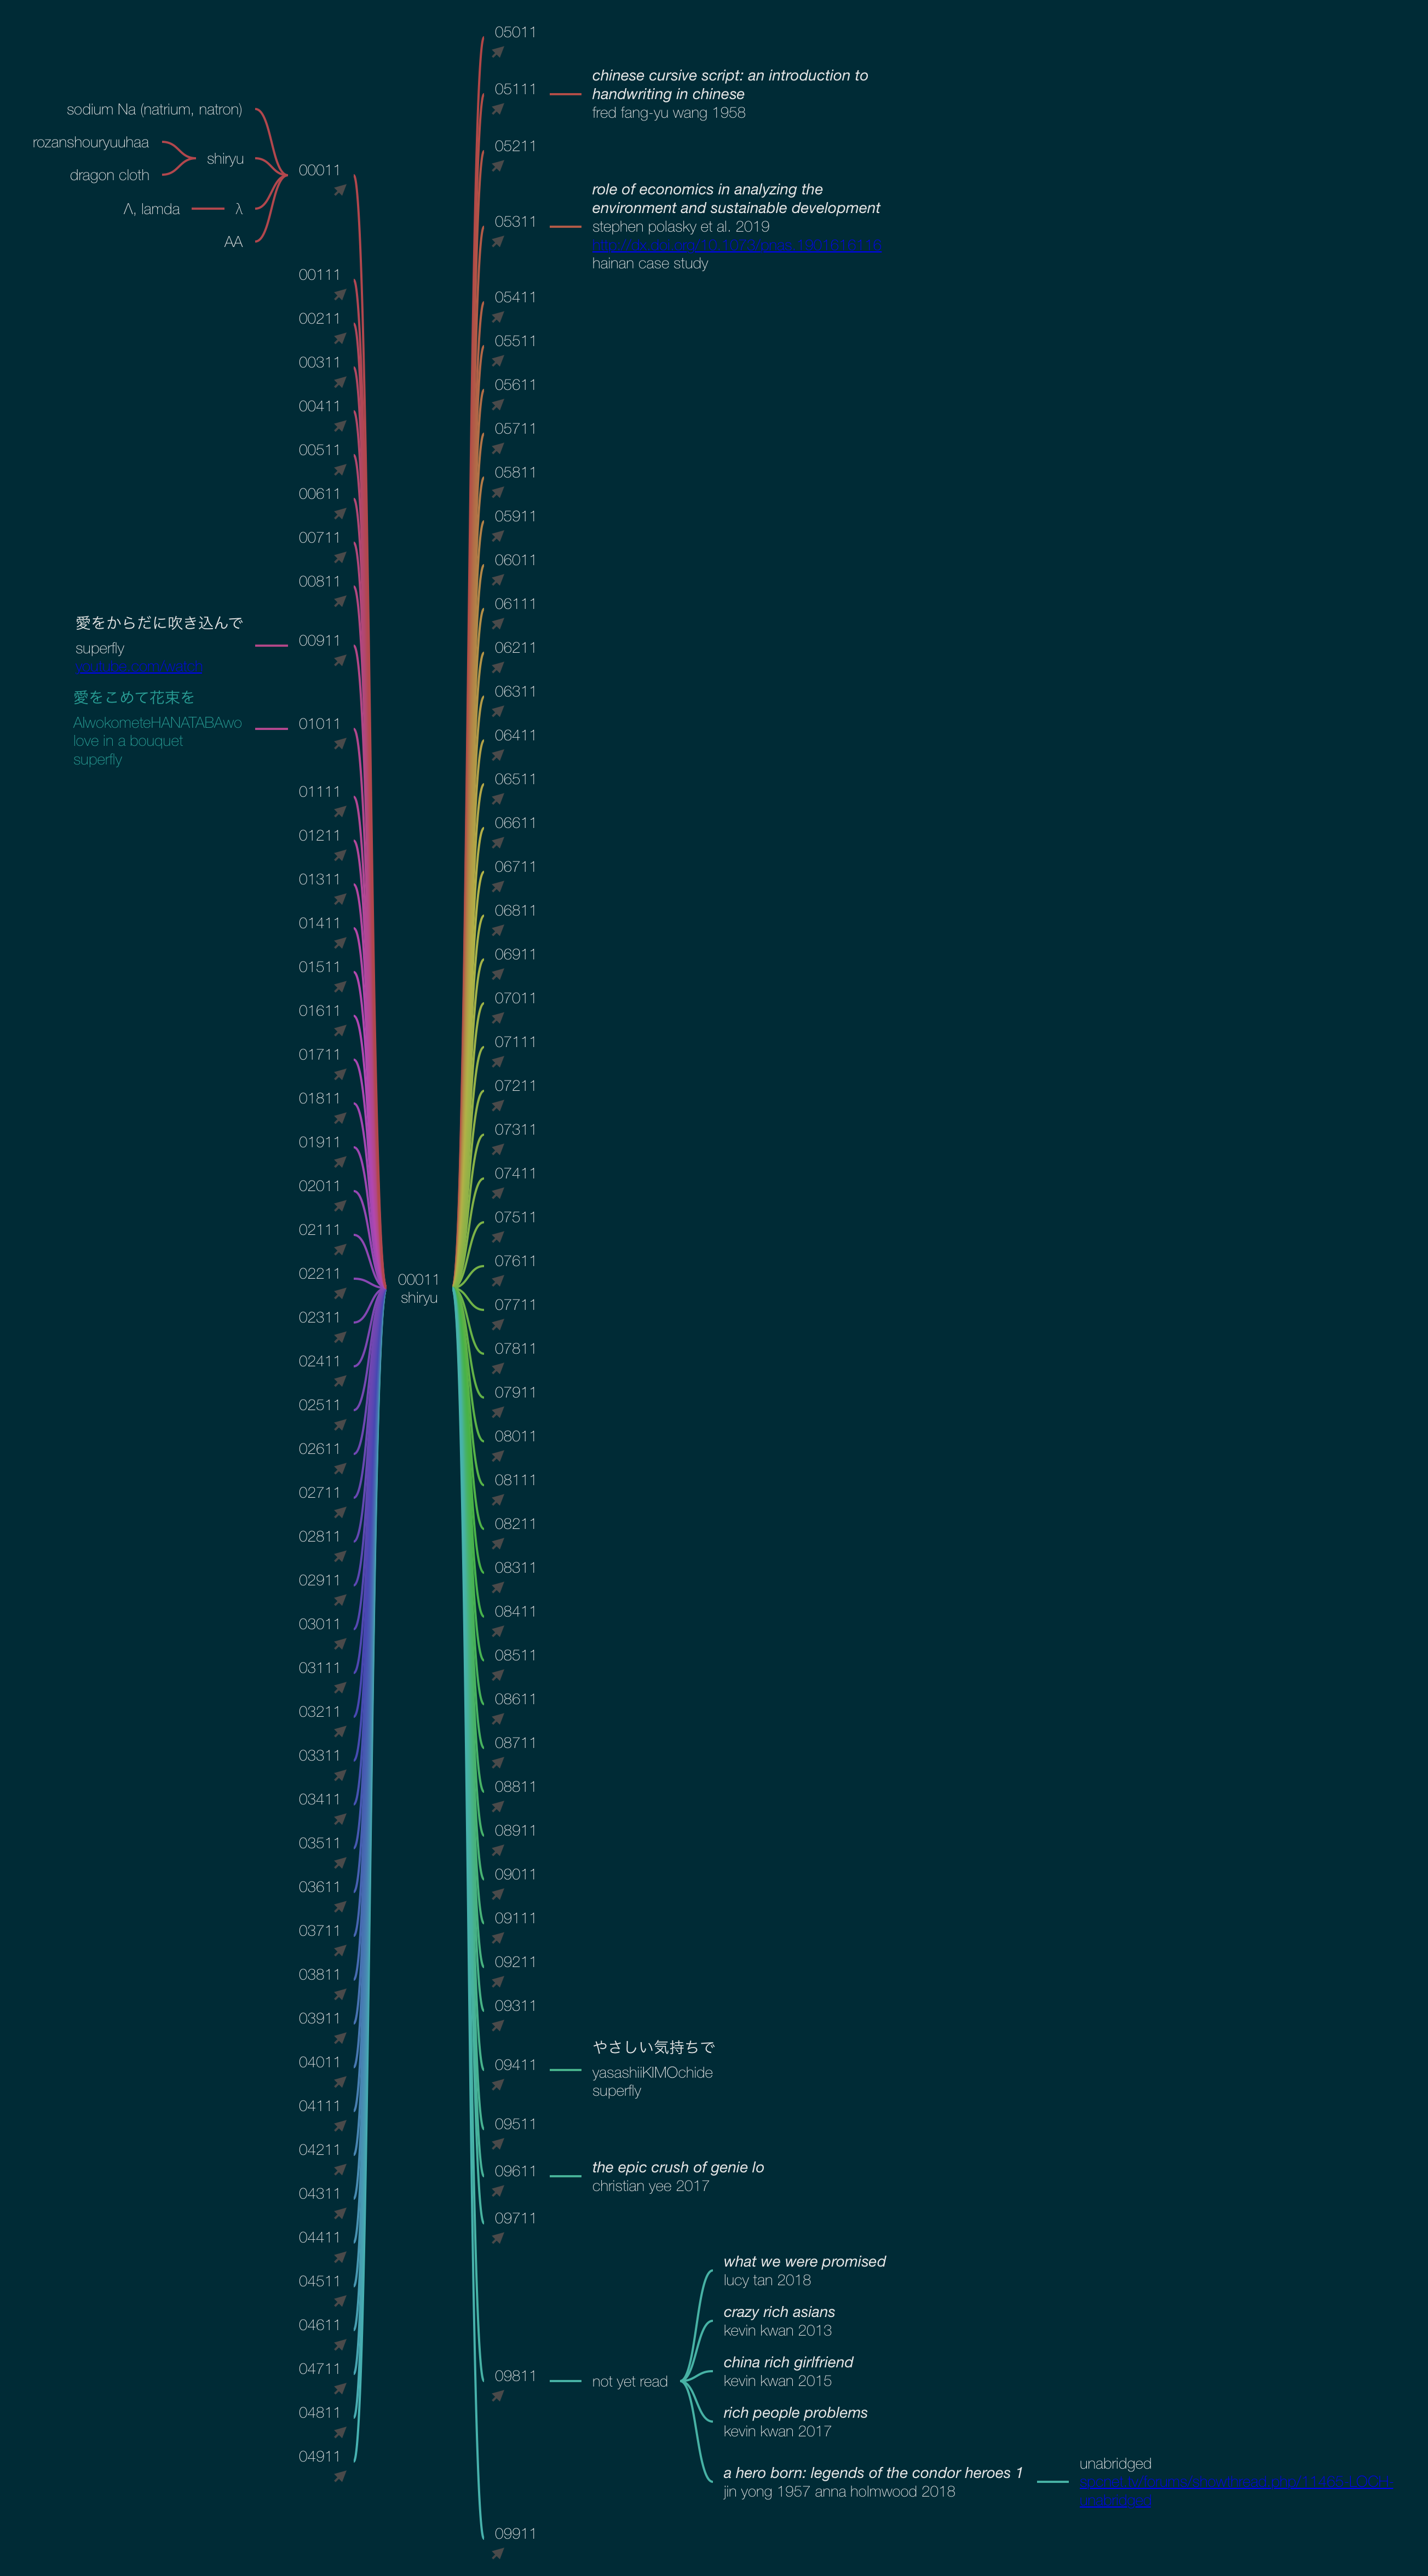 sodium Na (natrium, natron)
rozanshouryuuhaa
dragon cloth
shiryu
Λ, lamda
λ
AA
00011
00111
00211
00311
00411
00511
00611
00711
00811
愛をからだに吹き込んで
superfly
youtube.com/watch
00911
愛をこめて花束を
AIwokometeHANATABAwo
love in a bouquet
superfly
01011
01111
01211
01311
01411
01511
01611
01711
01811
01911
02011
02111
02211
02311
02411
02511
02611
02711
02811
02911
03011
03111
03211
03311
03411
03511
03611
03711
03811
03911
04011
04111
04211
04311
04411
04511
04611
04711
04811
04911
00011
shiryu
05011
05111
chinese cursive script: an introduction to
handwriting in chinese
fred fang-yu wang 1958
05211
05311
role of economics in analyzing the
environment and sustainable development
stephen polasky et al. 2019
hainan case study
05411
05511
05611
05711
05811
05911
06011
06111
06211
06311
06411
06511
06611
06711
06811
06911
07011
07111
07211
07311
07411
07511
07611
07711
07811
07911
08011
08111
08211
08311
08411
08511
08611
08711
08811
08911
09011
09111
09211
09311
09411
やさしい気持ちで
yasashiiKIMOchide
superfly
09511
09611
the epic crush of genie lo
christian yee 2017
09711
09811
not yet read
what we were promised
lucy tan 2018
crazy rich asians
kevin kwan 2013
china rich girlfriend
kevin kwan 2015
rich people problems
kevin kwan 2017
a hero born: legends of the condor heroes 1
jin yong 1957 anna holmwood 2018
unabridged
09911